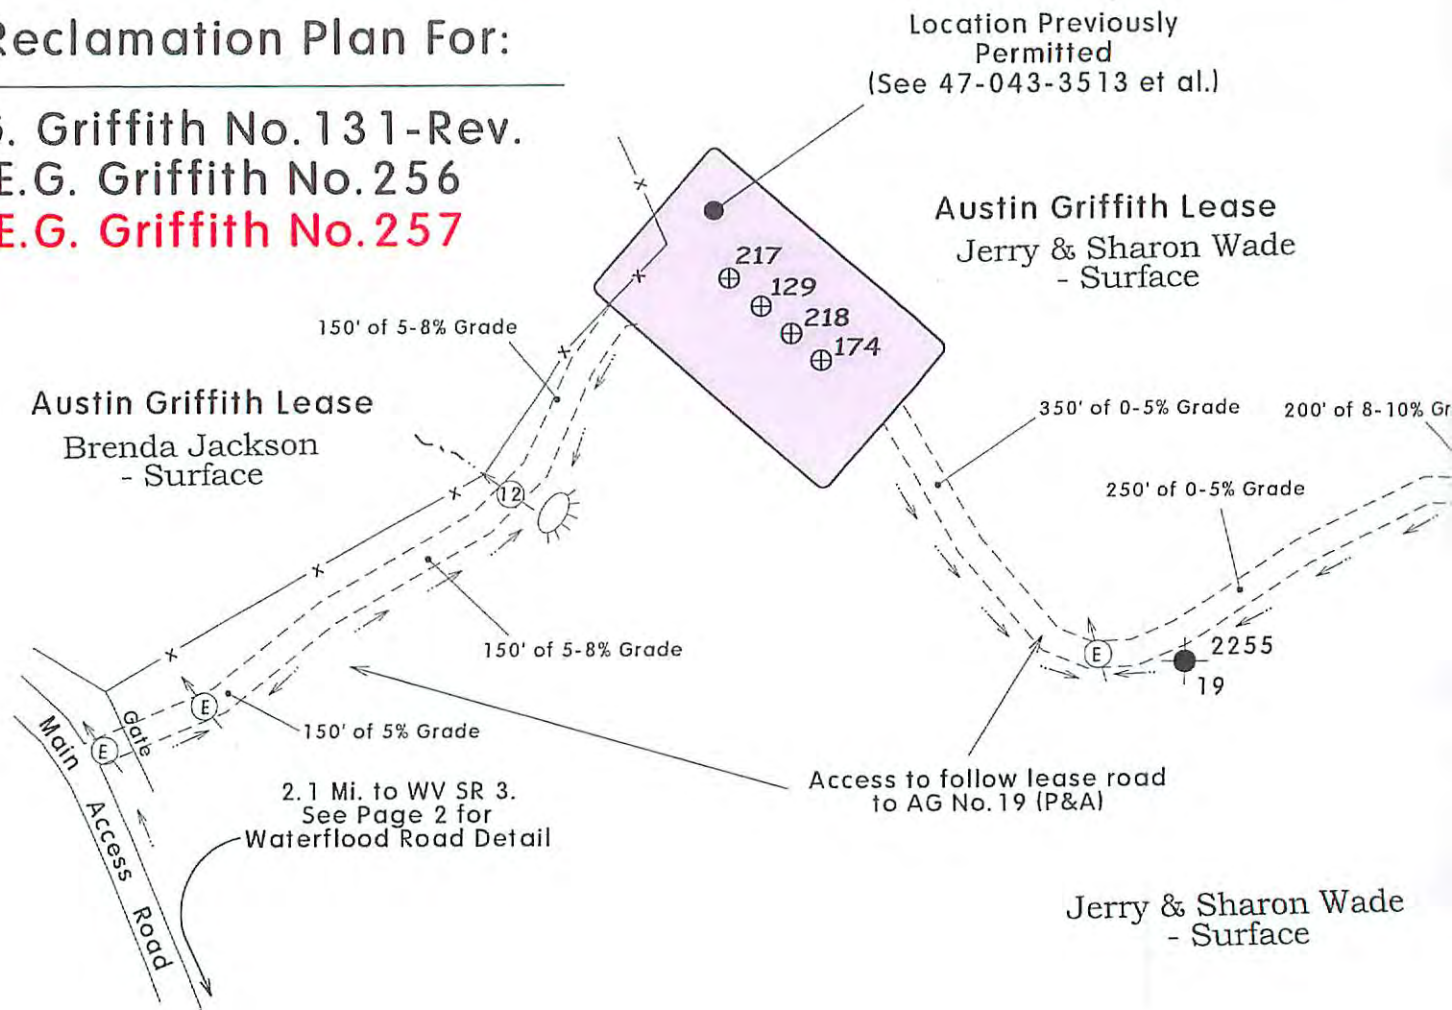 Reclamation Plan For:
G. Griffith No. 131-Rev.
E.G. Griffith No. 256
E.G. Griffith No. 257
Location Previously
Permitted
(See 47-043-3513 et al.)
Austin Griffith Lease
Jerry & Sharon Wade
- Surface
217
129
218
174
150' of 5-8% Grade
Austin Griffith Lease
Brenda Jackson
- Surface
350' of 0-5% Grade
200' of 8-10% Gr
250' of 0-5% Grade
12
150' of 5-8% Grade
E
2255
19
E
E
Gate
150' of 5% Grade
Main Access Road
2.1 Mi. to WV SR 3.
See Page 2 for
Waterflood Road Detail
Access to follow lease road
to AG No. 19 (P&A)
Jerry & Sharon Wade
- Surface